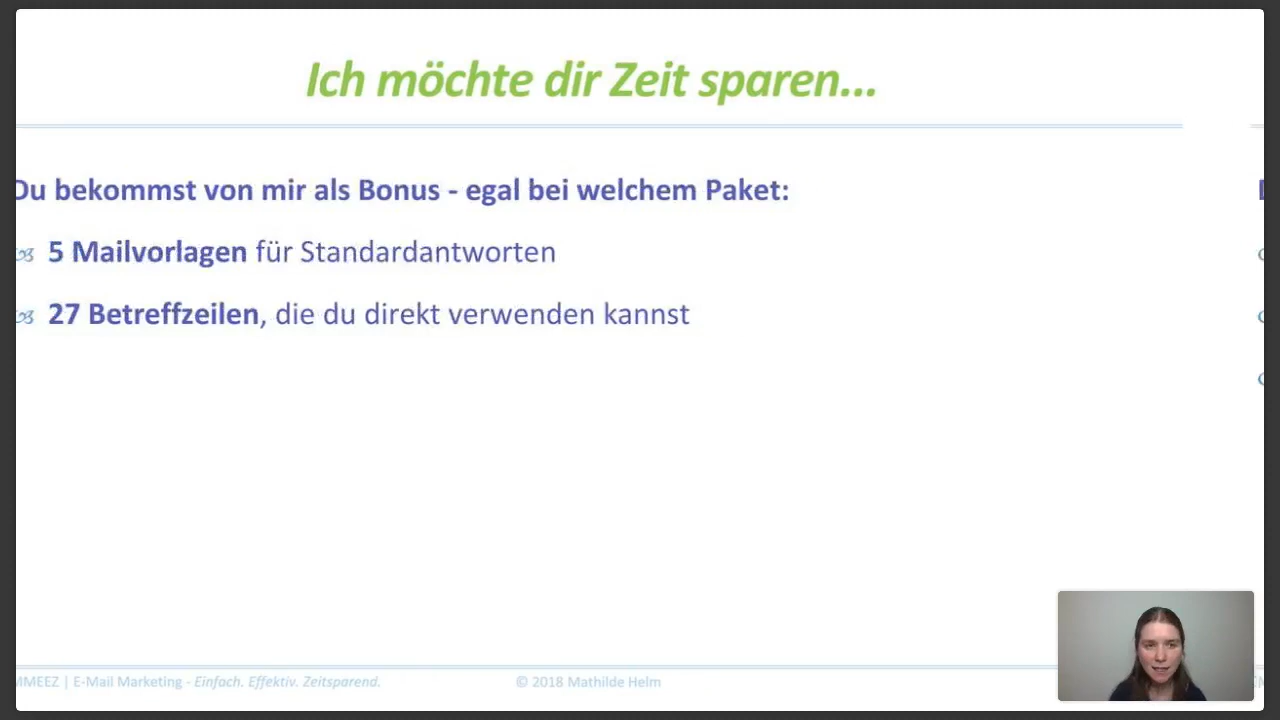 Ich möchte dir Zeit sparen...
Du bekommst von mir als Bonus - egal bei welchem Paket:
5 Mailvorlagen für Standardantworten
27 Betreffzeilen, die du direkt verwenden kannst
MMEEZ | E-Mail Marketing - Einfach. Effektiv. Zeitsparend.
© 2018 Mathilde Helm